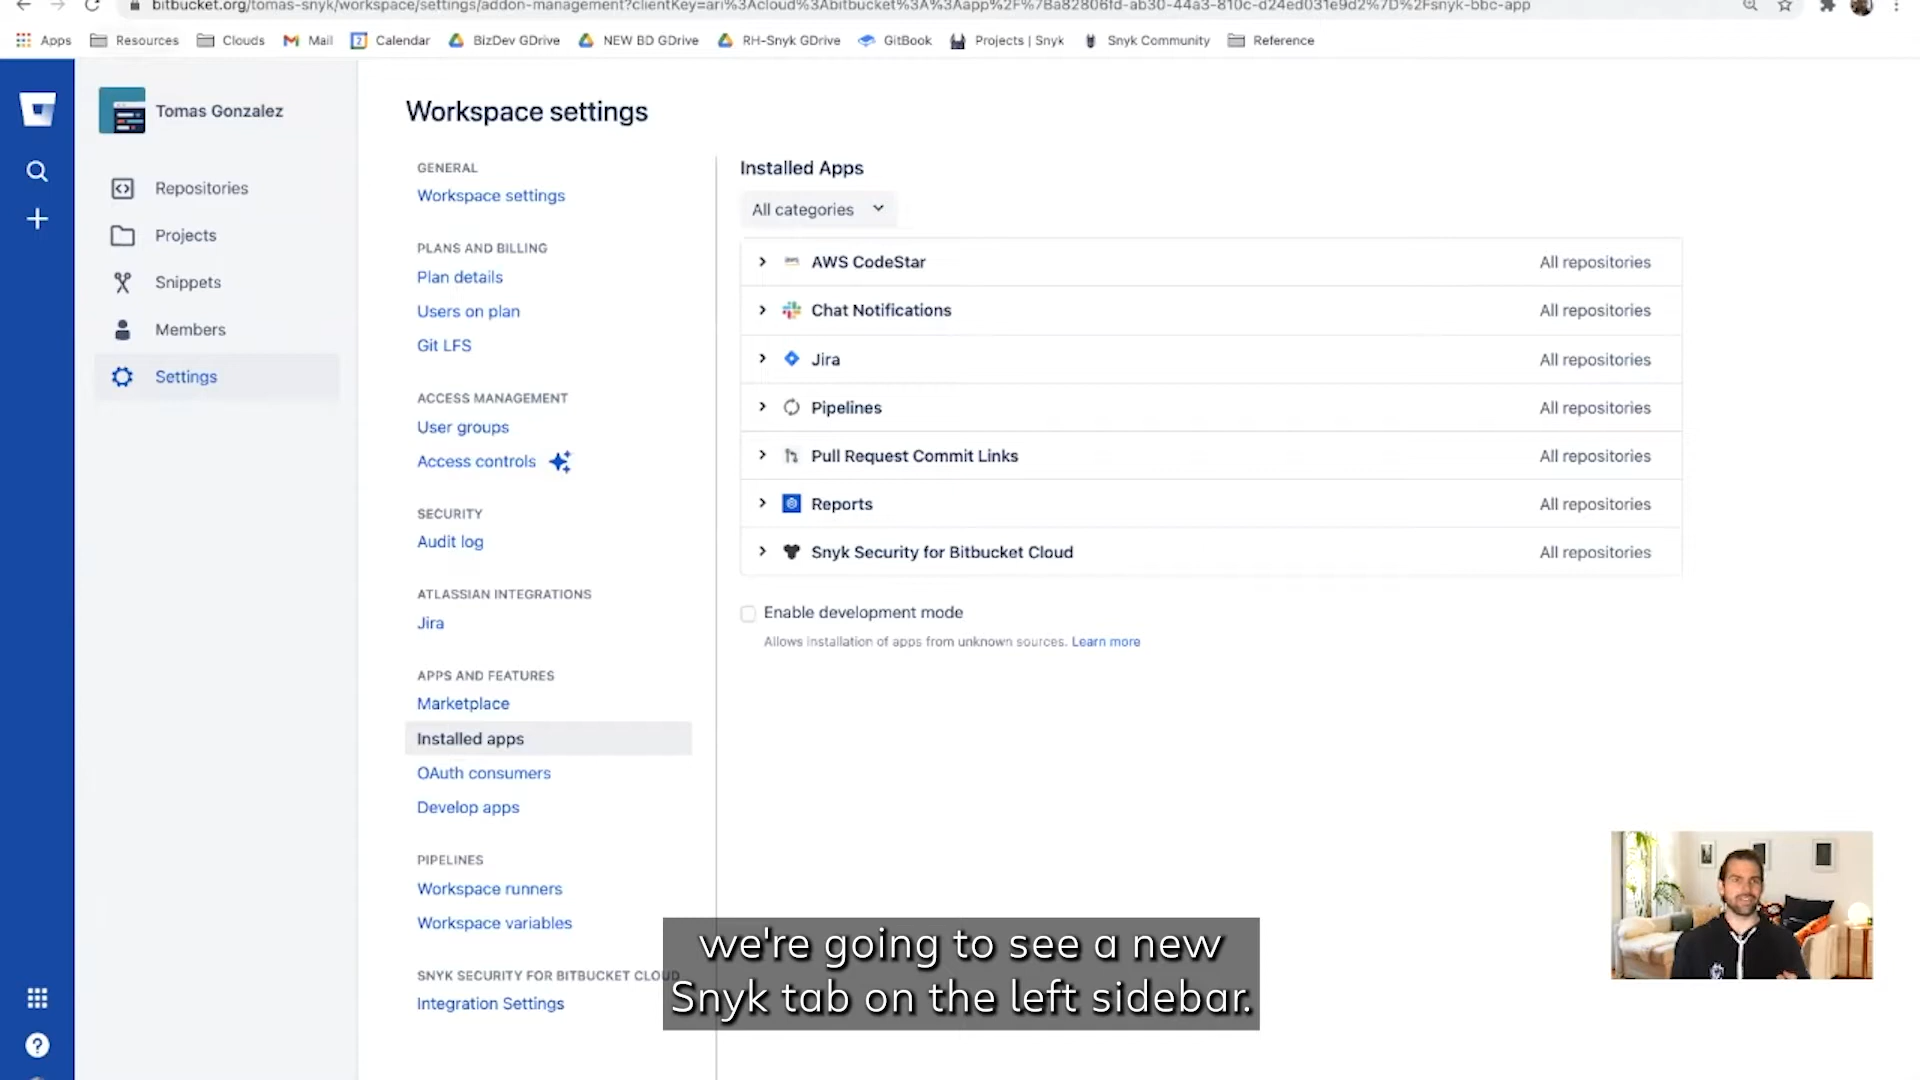 bitbucket.org/tomas-snyk/workspace/settings/addon-management?clientKey=ari%3Acloud%3Abitbucket%3A%3Aapp%2F%7Ba82806fd-ab30-44a3-810c-d24ed031e9d2%7D%2Fsnyk-bbc-app
Apps
Resources
Clouds
Mail
Calendar
BizDev GDrive
NEW BD GDrive
RH-Snyk GDrive
GitBook
Projects | Snyk
Snyk Community
Reference
Tomas Gonzalez
Repositories
Projects
Snippets
Members
Settings
Workspace settings
GENERAL
Workspace settings
PLANS AND BILLING
Plan details
Users on plan
Git LFS
ACCESS MANAGEMENT
User groups
Access controls
SECURITY
Audit log
ATLASSIAN INTEGRATIONS
Jira
APPS AND FEATURES
Marketplace
Installed apps
OAuth consumers
Develop apps
PIPELINES
Workspace runners
Workspace variables
SNYK SECURITY FOR BITBUCKET CLOUD
Integration Settings
Installed Apps
All categories
AWS CodeStar All repositories
Chat Notifications All repositories
Jira All repositories
Pipelines All repositories
Pull Request Commit Links All repositories
Reports All repositories
Snyk Security for Bitbucket Cloud All repositories
Enable development mode
Allows installation of apps from unknown sources. Learn more
we're going to see a new
Snyk tab on the left sidebar.